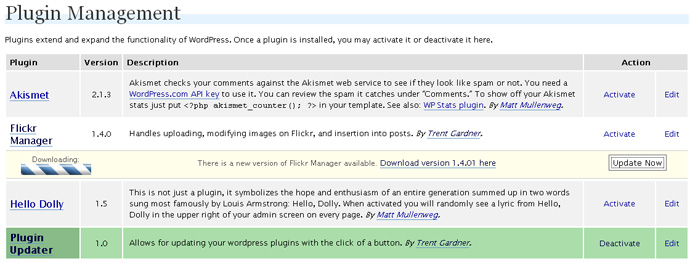 Plugin Management
Plugins extend and expand the functionality of WordPress. Once a plugin is installed, you may activate it or deactivate it here.
Plugin Version Description Action
Akismet 2.1.3 Akismet checks your comments against the Akismet web service to see if they look like spam or not. You need a
WordPress.com API key to use it. You can review the spam it catches under "Comments." To show off your Akismet
stats just put <?php akismet_counter(); ?> in your template. See also: WP Stats plugin. By Matt Mullenweg.
Activate Edit
Flickr
Manager
1.4.0 Handles uploading, modifying images on Flickr, and insertion into posts. By Trent Gardner. Activate Edit
Downloading:
There is a new version of Flickr Manager available. Download version 1.4.01 here Update Now
Hello Dolly 1.5 This is not just a plugin, it symbolizes the hope and enthusiasm of an entire generation summed up in two words
sung most famously by Louis Armstrong: Hello, Dolly. When activated you will randomly see a lyric from Hello,
Dolly in the upper right of your admin screen on every page. By Matt Mullenweg.
Activate Edit
Plugin
Updater
1.0 Allows for updating your wordpress plugins with the click of a button. By Trent Gardner. Deactivate Edit